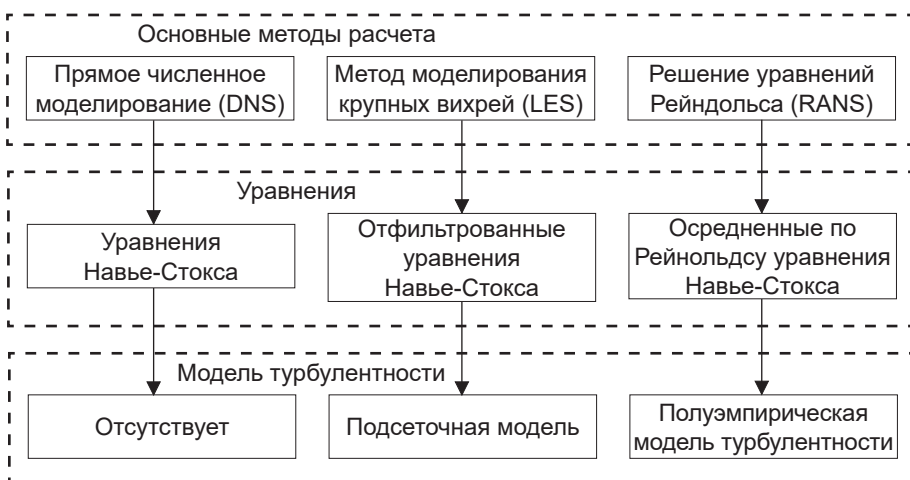 Основные методы расчета
Прямое численное
моделирование (DNS)
Метод моделирования
крупных вихрей (LES)
Решение уравнений
Рейндольса (RANS)
Уравнения
Уравнения
Навье-Стокса
Отфильтрованные
уравнения
Навье-Стокса
Осредненные по
Рейнольдсу уравнения
Навье-Стокса
Модель турбулентности
Отсутствует
Подсеточная модель
Полуэмпирическая
модель турбулентности